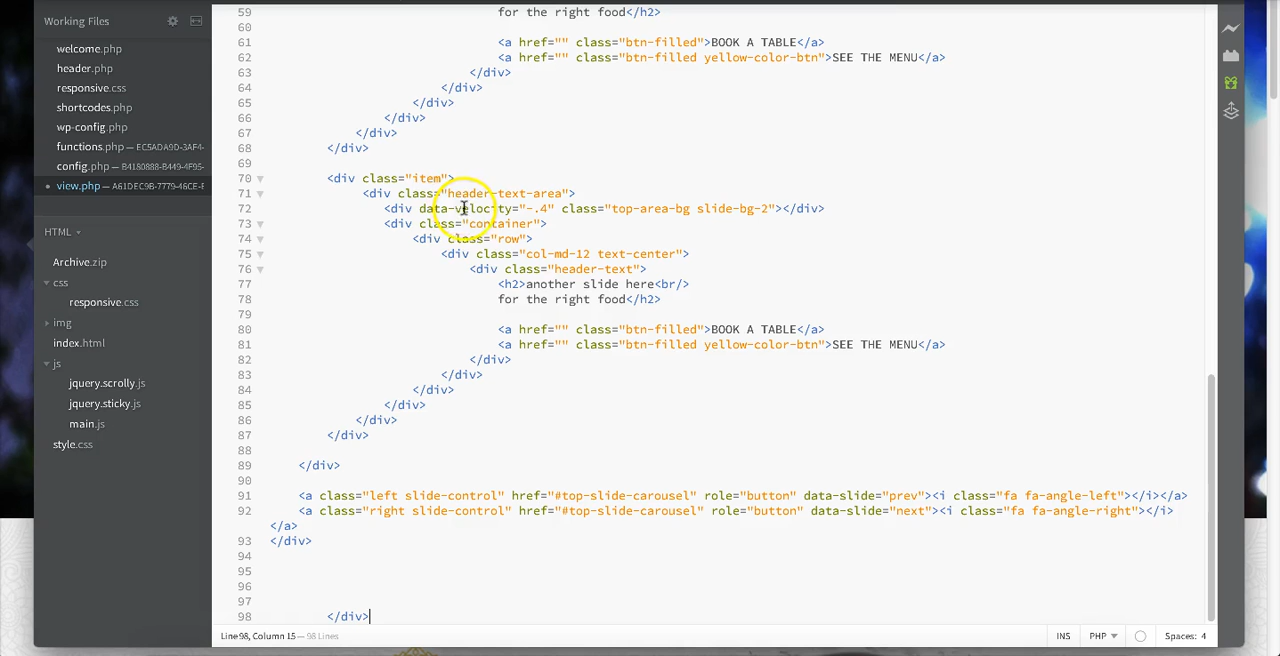 Working Files
welcome.php
header.php
responsive.css
shortcodes.php
wp-config.php
functions.php — EC5ADA9D-3AF4-
config.php — B4180888-B449-4F95-
• view.php — A61DEC9B-7779-46CE-F
HTML
Archive.zip
css
responsive.css
img
index.html
js
jquery.scrolly.js
jquery.sticky.js
main.js
style.css
59 for the right food</h2>
60
61 <a href="" class="btn-filled">BOOK A TABLE</a>
62 <a href="" class="btn-filled yellow-color-btn">SEE THE MENU</a>
63 </div>
64 </div>
65 </div>
66 </div>
67 </div>
68 </div>
69
70 <div class="item">
71 <div class="header-text-area">
72 <div data-velocity="-.4" class="top-area-bg slide-bg-2"></div>
73 <div class="container">
74 <div class="row">
75 <div class="col-md-12 text-center">
76 <div class="header-text">
77 <h2>another slide here<br/>
78 for the right food</h2>
79
80 <a href="" class="btn-filled">BOOK A TABLE</a>
81 <a href="" class="btn-filled yellow-color-btn">SEE THE MENU</a>
82 </div>
83 </div>
84 </div>
85 </div>
86 </div>
87 </div>
88
89 </div>
90
91 <a class="left slide-control" href="#top-slide-carousel" role="button" data-slide="prev"><i class="fa fa-angle-left"></i></a>
92 <a class="right slide-control" href="#top-slide-carousel" role="button" data-slide="next"><i class="fa fa-angle-right"></i>
</a>
93 </div>
94
95
96
97
98 </div>
Line 98, Column 15 — 98 Lines
INS PHP Spaces: 4